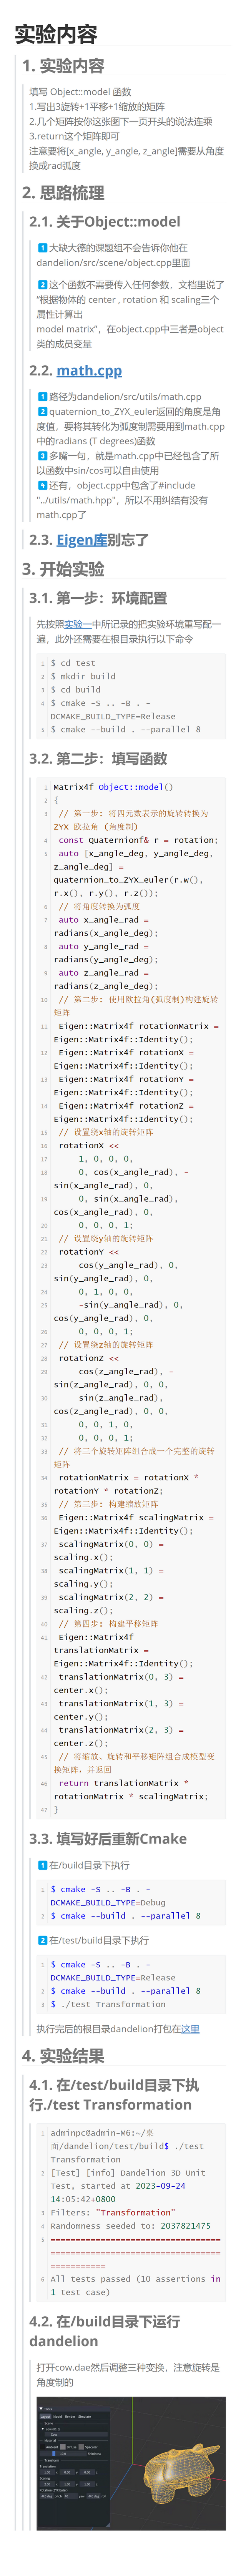 实验内容
1. 实验内容
填写 Object::model 函数
1.写出3旋转+1平移+1缩放的矩阵
2.几个矩阵按你这张图下一页开头的说法连乘
3.return这个矩阵即可
注意要将[x_angle, y_angle, z_angle]需要从角度
换成rad弧度
2. 思路梳理
2.1. 关于Object::model
1 大缺大德的课题组不会告诉你他在
dandelion/src/scene/object.cpp里面
2 这个函数不需要传入任何参数，文档里说了
“根据物体的 center , rotation 和 scaling三个
属性计算出
model matrix”，在object.cpp中三者是object
类的成员变量
2.2. math.cpp
1 路径为dandelion/src/utils/math.cpp
2 quaternion_to_ZYX_euler返回的角度是角
度值，要将其转化为弧度制需要用到math.cpp
中的radians (T degrees)函数
3 多嘴一句，就是math.cpp中已经包含了所
以函数中sin/cos可以自由使用
4 还有，object.cpp中包含了#include
"../utils/math.hpp"，所以不用纠结有没有
math.cpp了
2.3. Eigen库别忘了
3. 开始实验
3.1. 第一步：环境配置
先按照实验一中所记录的把实验环境重写配一
遍，此外还需要在根目录执行以下命令
1 $ cd test
2 $ mkdir build
3 $ cd build
4 $ cmake -S .. -B . -
DCMAKE_BUILD_TYPE=Release
5 $ cmake --build . --parallel 8
3.2. 第二步：填写函数
1 Matrix4f Object::model()
2 {
3 // 第一步: 将四元数表示的旋转转换为
ZYX 欧拉角 (角度制)
4 const Quaternionf& r = rotation;
5 auto [x_angle_deg, y_angle_deg,
z_angle_deg] =
quaternion_to_ZYX_euler(r.w(),
r.x(), r.y(), r.z());
6 // 将角度转换为弧度
7 auto x_angle_rad =
radians(x_angle_deg);
8 auto y_angle_rad =
radians(y_angle_deg);
9 auto z_angle_rad =
radians(z_angle_deg);
10 // 第二步: 使用欧拉角(弧度制)构建旋转
矩阵
11 Eigen::Matrix4f rotationMatrix =
Eigen::Matrix4f::Identity();
12 Eigen::Matrix4f rotationX =
Eigen::Matrix4f::Identity();
13 Eigen::Matrix4f rotationY =
Eigen::Matrix4f::Identity();
14 Eigen::Matrix4f rotationZ =
Eigen::Matrix4f::Identity();
15 // 设置绕x轴的旋转矩阵
16 rotationX <<
17 1, 0, 0, 0,
18 0, cos(x_angle_rad), -
sin(x_angle_rad), 0,
19 0, sin(x_angle_rad),
cos(x_angle_rad), 0,
20 0, 0, 0, 1;
21 // 设置绕y轴的旋转矩阵
22 rotationY <<
23 cos(y_angle_rad), 0,
sin(y_angle_rad), 0,
24 0, 1, 0, 0,
25 -sin(y_angle_rad), 0,
cos(y_angle_rad), 0,
26 0, 0, 0, 1;
27 // 设置绕z轴的旋转矩阵
28 rotationZ <<
29 cos(z_angle_rad), -
sin(z_angle_rad), 0, 0,
30 sin(z_angle_rad),
cos(z_angle_rad), 0, 0,
31 0, 0, 1, 0,
32 0, 0, 0, 1;
33 // 将三个旋转矩阵组合成一个完整的旋转
矩阵
34 rotationMatrix = rotationX *
rotationY * rotationZ;
35 // 第三步: 构建缩放矩阵
36 Eigen::Matrix4f scalingMatrix =
Eigen::Matrix4f::Identity();
37 scalingMatrix(0, 0) =
scaling.x();
38 scalingMatrix(1, 1) =
scaling.y();
39 scalingMatrix(2, 2) =
scaling.z();
40 // 第四步: 构建平移矩阵
41 Eigen::Matrix4f
translationMatrix =
Eigen::Matrix4f::Identity();
42 translationMatrix(0, 3) =
center.x();
43 translationMatrix(1, 3) =
center.y();
44 translationMatrix(2, 3) =
center.z();
45 // 将缩放、旋转和平移矩阵组合成模型变
换矩阵，并返回
46 return translationMatrix *
rotationMatrix * scalingMatrix;
47 }
3.3. 填写好后重新Cmake
1 在/build目录下执行
1 $ cmake -S .. -B . -
DCMAKE_BUILD_TYPE=Debug
2 $ cmake --build . --parallel 8
2 在/test/build目录下执行
1 $ cmake -S .. -B . -
DCMAKE_BUILD_TYPE=Release
2 $ cmake --build . --parallel 8
3 $ ./test Transformation
执行完后的根目录dandelion打包在这里
4. 实验结果
4.1. 在/test/build目录下执
行./test Transformation
1 adminpc@admin-M6:~/桌
面/dandelion/test/build$ ./test
Transformation
2 [Test] [info] Dandelion 3D Unit
Test, started at 2023-09-24
14:05:42+0800
3 Filters: "Transformation"
4 Randomness seeded to: 2037821475
5 ===================================
===================================
===========
6 All tests passed (10 assertions in
1 test case)
4.2. 在/build目录下运行
dandelion
打开cow.dae然后调整三种变换，注意旋转是
角度制的